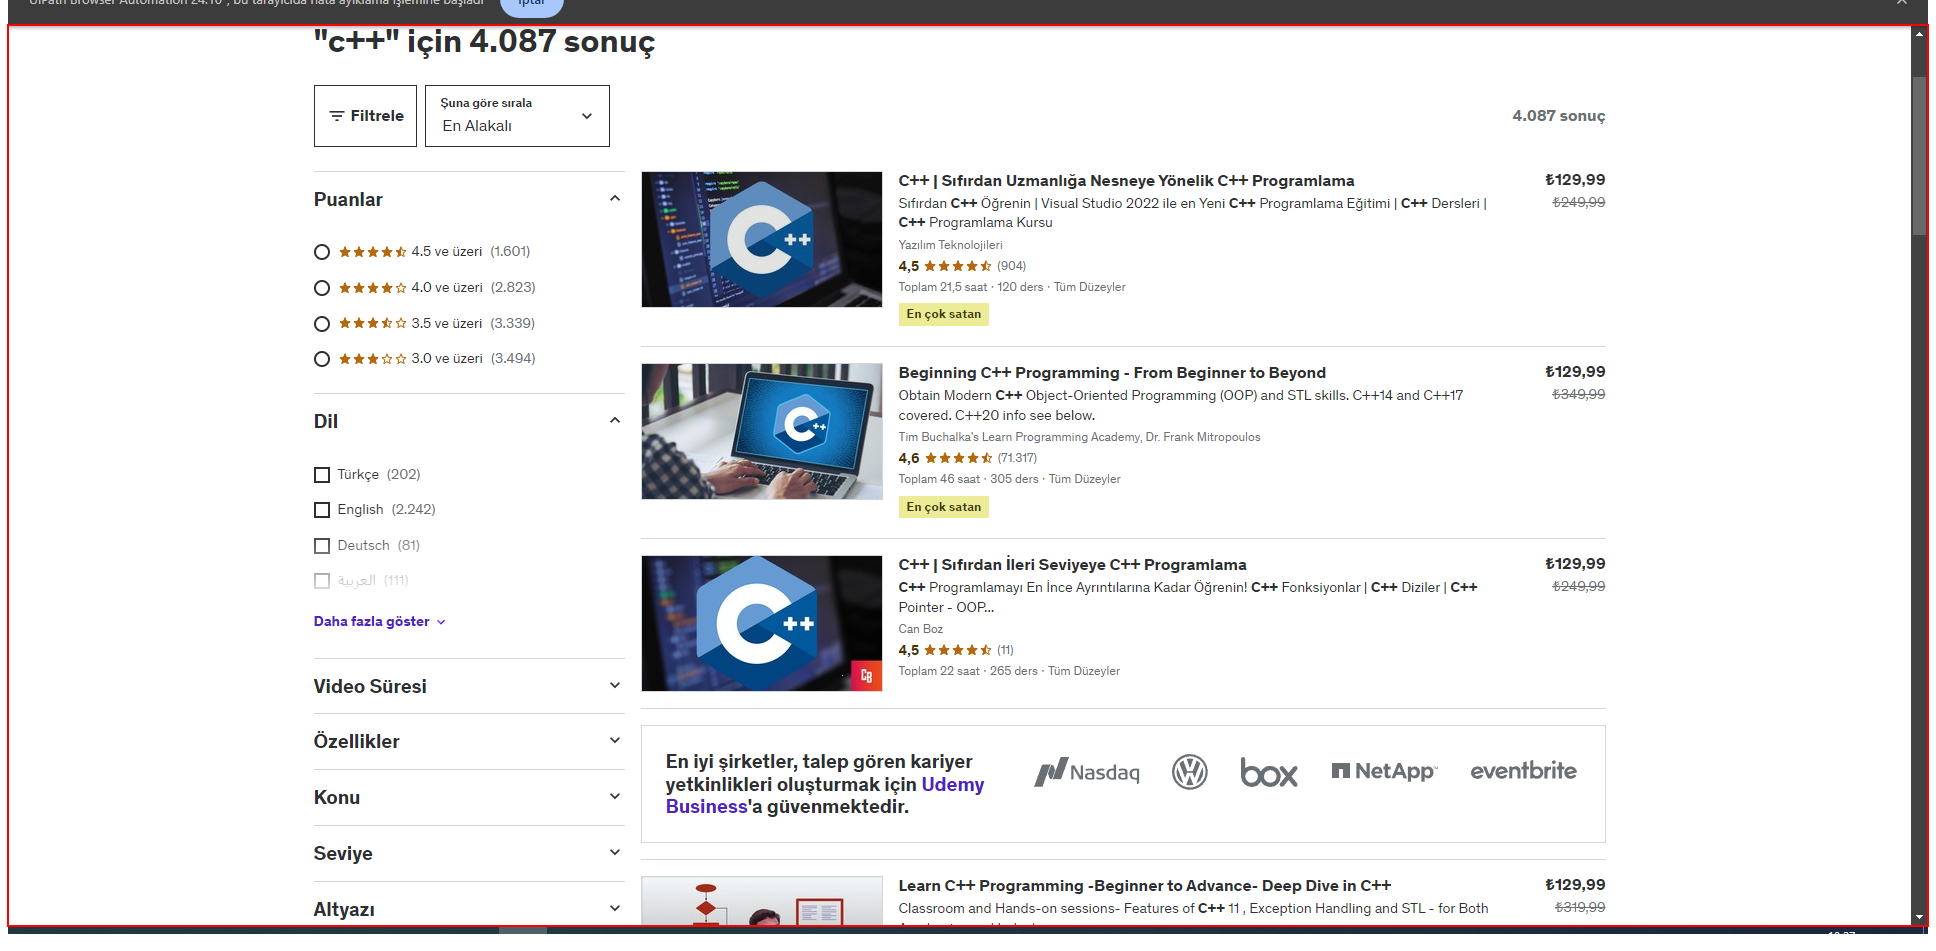 UiPath Browser Automation 24.10", bu tarayıcıda hata ayıklama işlemine başladı
İptal
"c++" için 4.087 sonuç
Filtrele
Şuna göre sırala
En Alakalı
4.087 sonuç
Puanlar
4.5 ve üzeri (1.601)
4.0 ve üzeri (2.823)
3.5 ve üzeri (3.339)
3.0 ve üzeri (3.494)
Dil
Türkçe (202)
English (2.242)
Deutsch (81)
العربية (111)
Daha fazla göster
Video Süresi
Özellikler
Konu
Seviye
Altyazı
C++
C++ | Sıfırdan Uzmanlığa Nesneye Yönelik C++ Programlama
₺129,99
Sıfırdan C++ Öğrenin | Visual Studio 2022 ile en Yeni C++ Programlama Eğitimi | C++ Dersleri |
₺249,99
C++ Programlama Kursu
Yazılım Teknolojileri
4,5 (904)
Toplam 21,5 saat · 120 ders · Tüm Düzeyler
En çok satan
C++
Beginning C++ Programming - From Beginner to Beyond
₺129,99
Obtain Modern C++ Object-Oriented Programming (OOP) and STL skills. C++14 and C++17
₺349,99
covered. C++20 info see below.
Tim Buchalka's Learn Programming Academy, Dr. Frank Mitropoulos
4,6 (71.317)
Toplam 46 saat · 305 ders · Tüm Düzeyler
En çok satan
C++
CB
C++ | Sıfırdan İleri Seviyeye C++ Programlama
₺129,99
C++ Programlamayı En İnce Ayrıntılarına Kadar Öğrenin! C++ Fonksiyonlar | C++ Diziler | C++
₺249,99
Pointer - OOP...
Can Boz
4,5 (11)
Toplam 22 saat · 265 ders · Tüm Düzeyler
En iyi şirketler, talep gören kariyer
yetkinlikleri oluşturmak için Udemy
Business'a güvenmektedir.
Nasdaq
VW
box
NetApp
eventbrite
Learn C++ Programming -Beginner to Advance- Deep Dive in C++
₺129,99
Classroom and Hands-on sessions- Features of C++ 11 , Exception Handling and STL - for Both
₺319,99